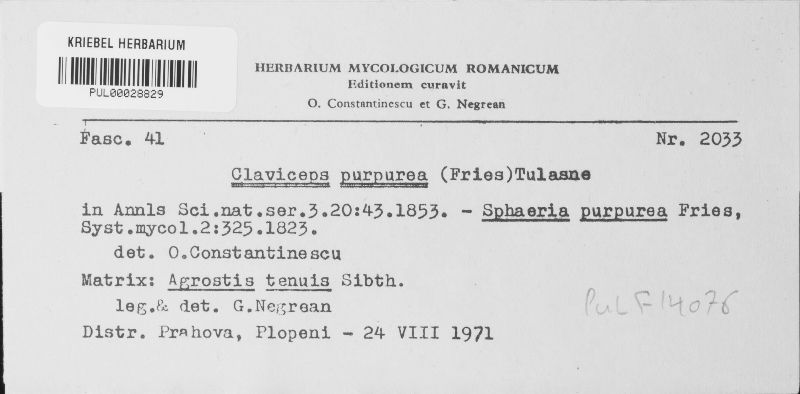 KRIEBEL HERBARIUM
PUL00028829
HERBARIUM MYCOLOGICUM ROMANICUM
Editionem curavit
O. Constantinescu et G. Negrean
Fasc. 41 Nr. 2033
Claviceps purpurea (Fries)Tulasne
in Annls Sci.nat.ser.3.20:43.1853. - Sphaeria purpurea Fries,
Syst.mycol.2:325.1823.
det. O.Constantinescu
Matrix: Agrostis tenuis Sibth.
leg.& det. G.Negrean
PUL F14076
Distr. Prahova, Plopeni - 24 VIII 1971